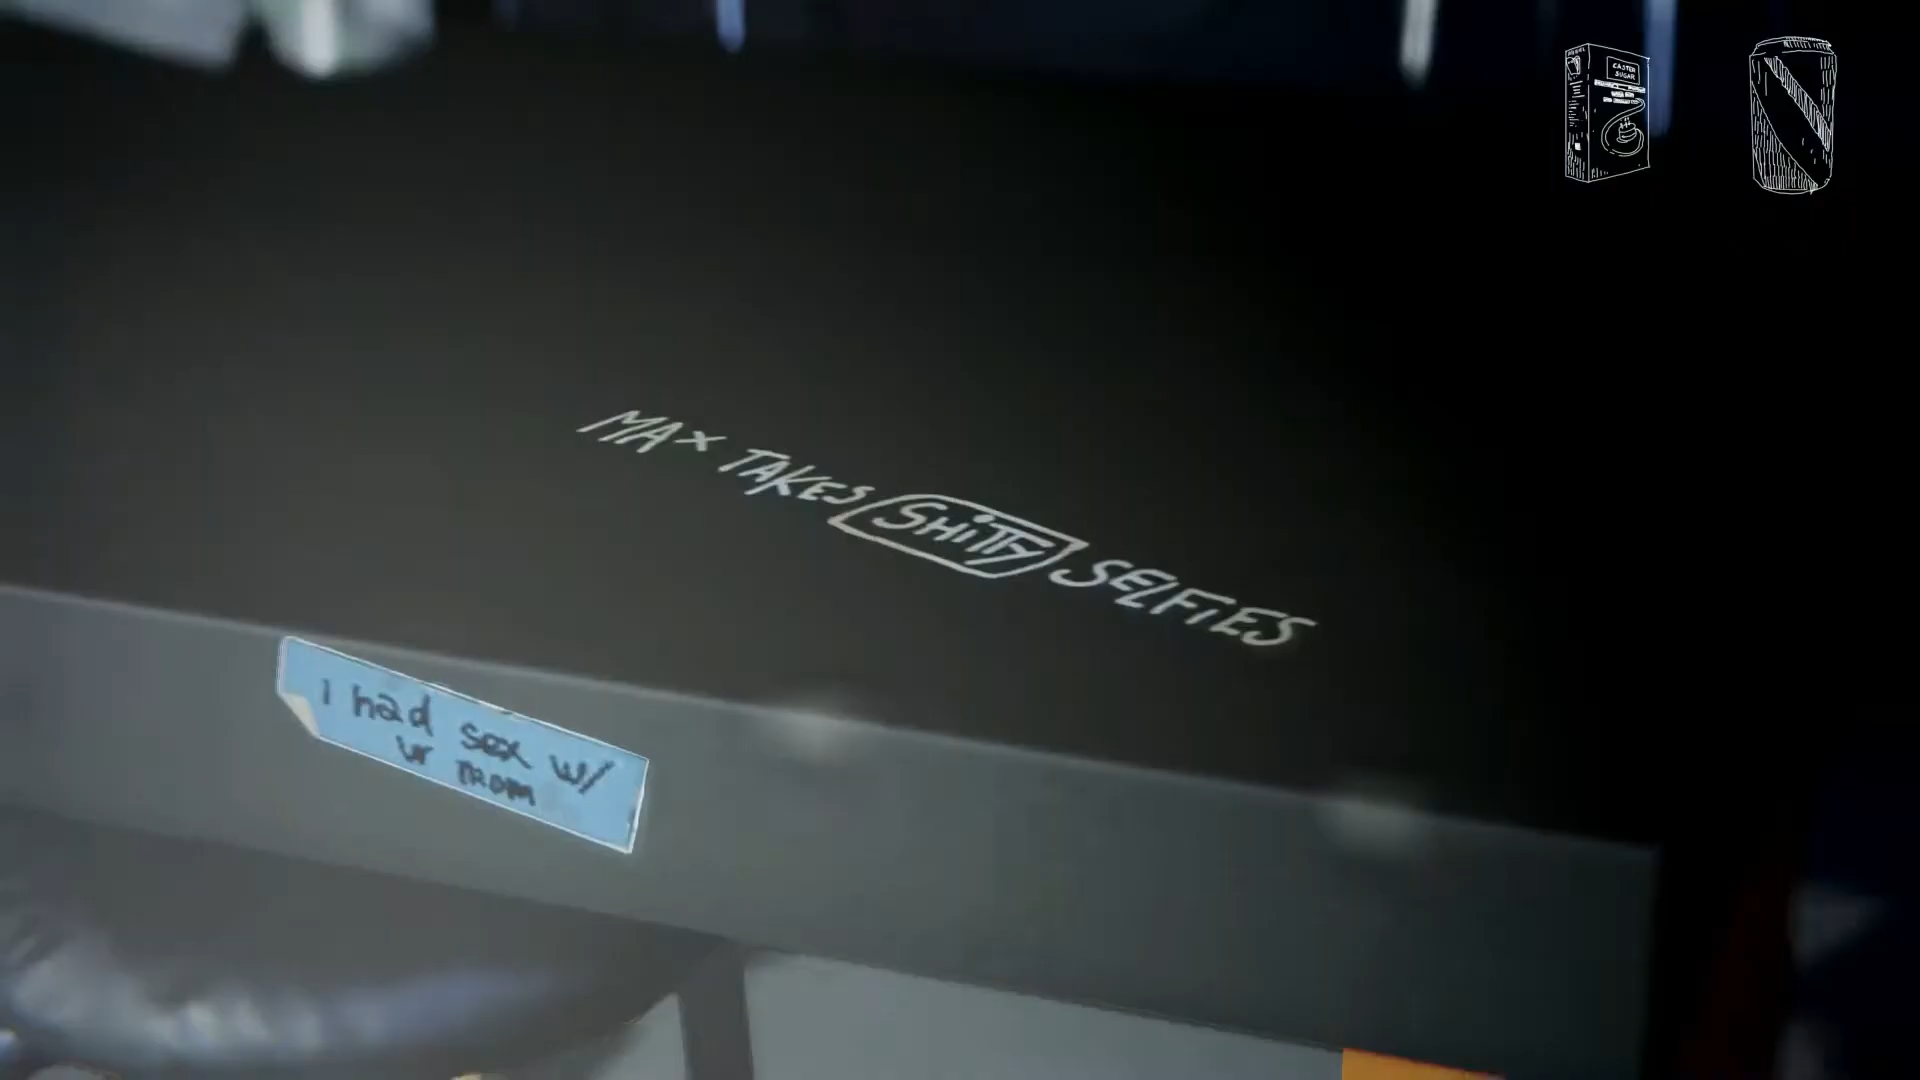 CASTER
SUGAR
MAX TAKES SHiTTY SELFiES
i had sex w/
ur mom